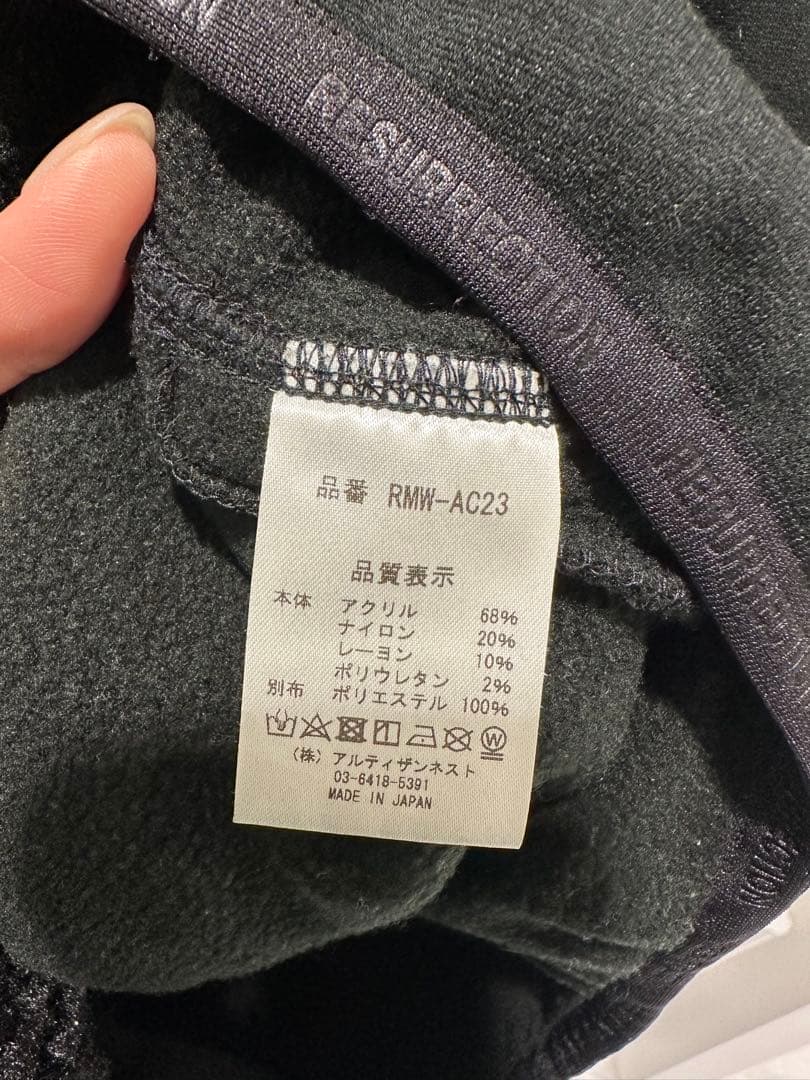 RESURRECTION
RESURRE
品番 RMW-AC23
品質表示
本体 アクリル 68%
ナイロン 20%
レーヨン 10%
ポリウレタン 2%
別布 ポリエステル 100%
W
(株) アルティザンネスト
03-6418-5391
MADE IN JAPAN